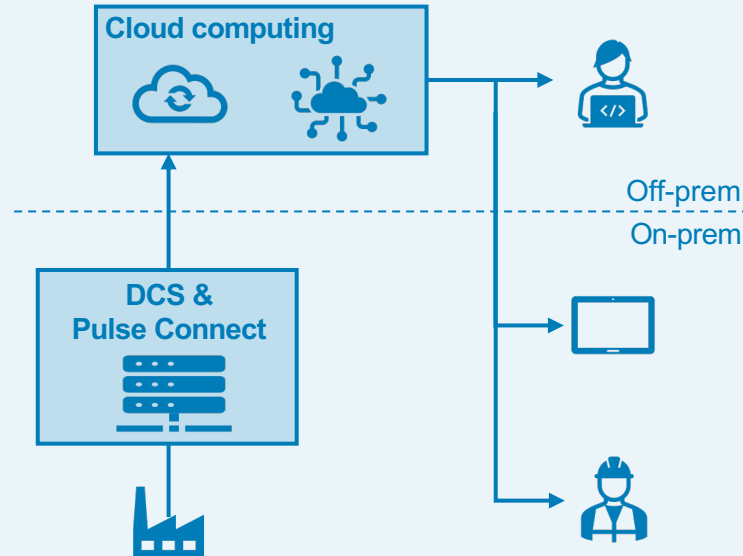 Cloud computing
</>
Off-prem
On-prem
DCS &
Pulse Connect